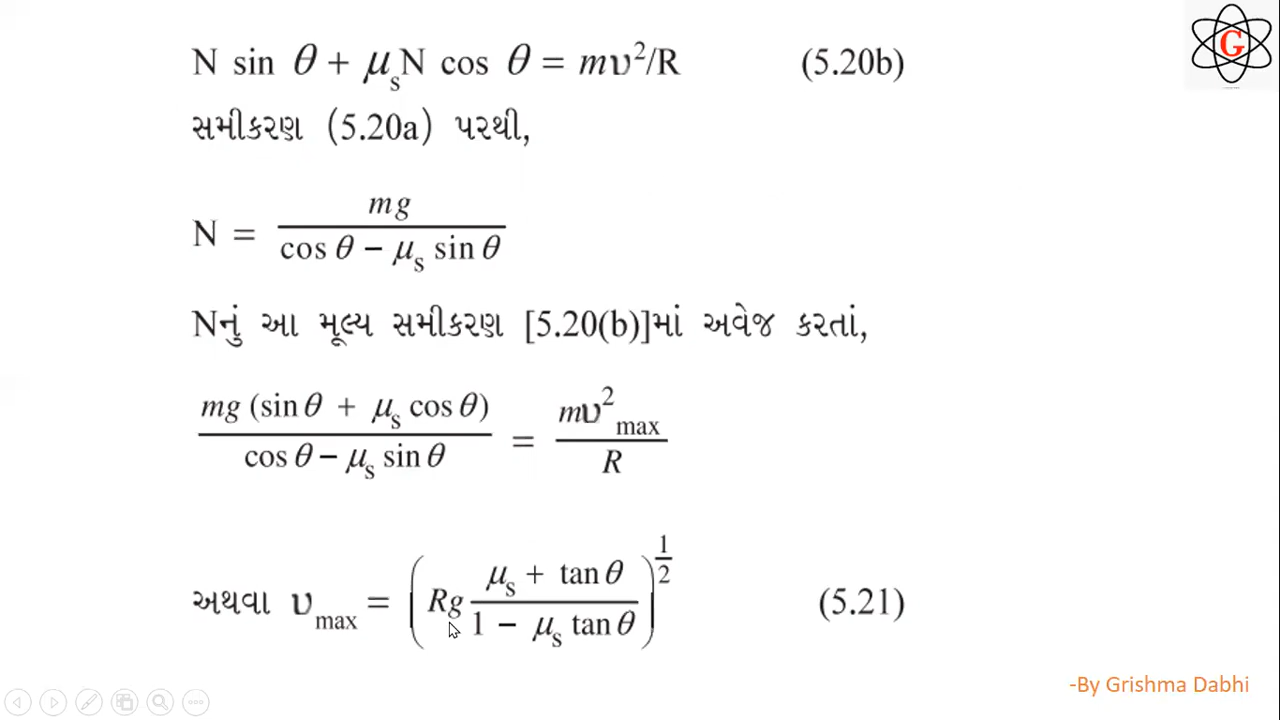 G
N sin θ + μₛN cos θ = mυ²/R (5.20b)
સમીકરણ (5.20a) પરથી,
N = mg / (cos θ − μₛ sin θ)
Nનું આ મૂલ્ય સમીકરણ [5.20(b)]માં અવેજ કરતાં,
mg (sin θ + μₛ cos θ) / (cos θ − μₛ sin θ) = mυ²max / R
અથવા υmax = (Rg (μₛ + tan θ) / (1 − μₛ tan θ))^(1/2) (5.21)
-By Grishma Dabhi